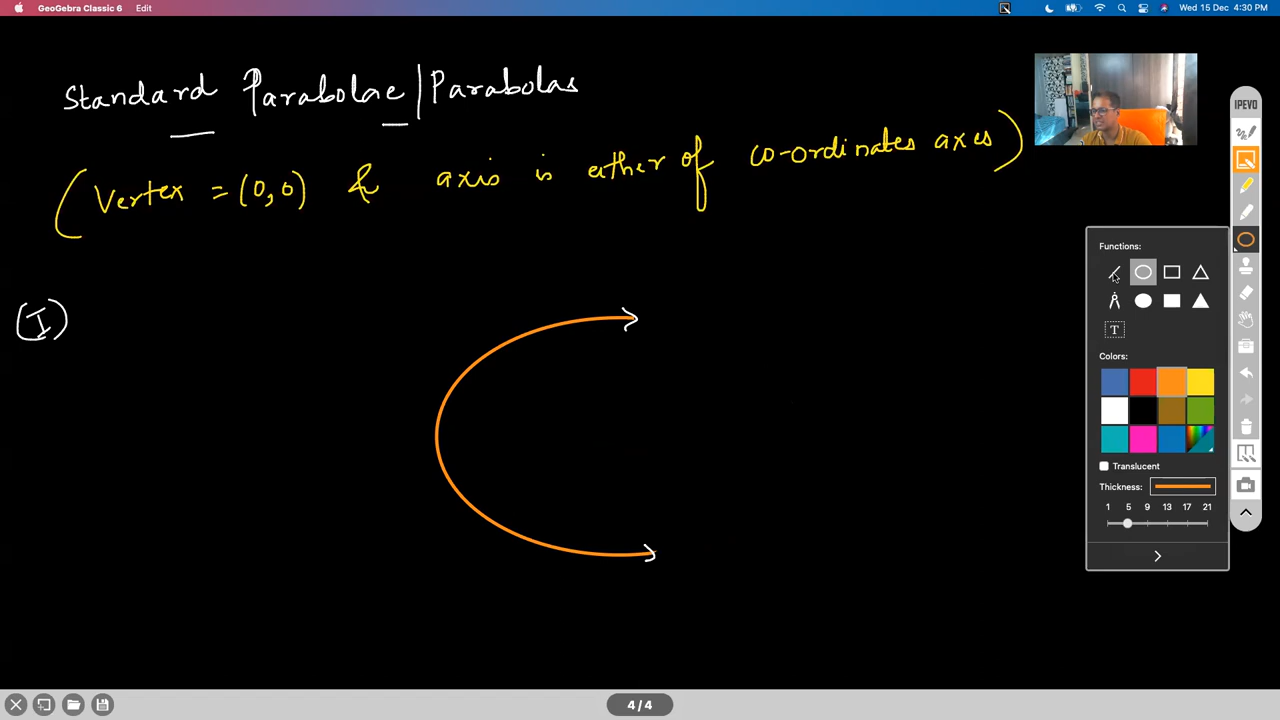 GeoGebra Classic 6 Edit Wed 15 Dec 4:30 PM
Standard Parabolae | Parabolas
(Vertex = (0,0) & axis is either of co-ordinates axes)
IPEVO
Functions:
(I)
T
Colors:
Translucent
Thickness:
1 5 9 13 17 21
4 / 4